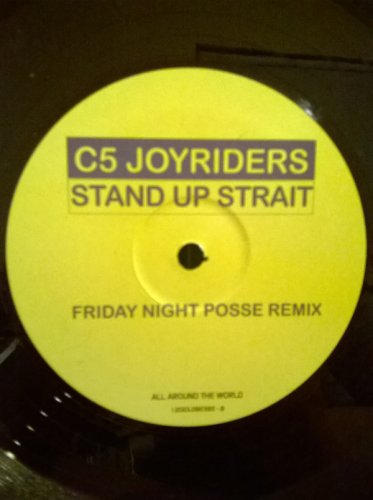 C5 JOYRIDERS
STAND UP STRAIT
FRIDAY NIGHT POSSE REMIX
ALL AROUND THE WORLD